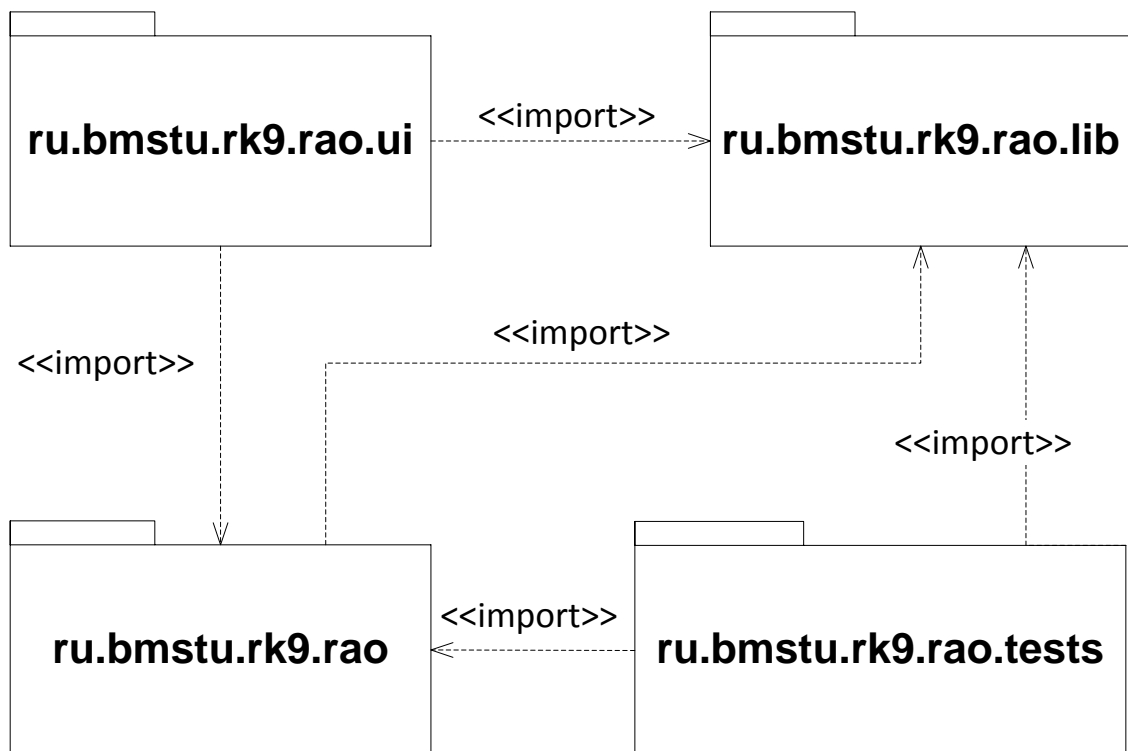 <<import>>
ru.bmstu.rk9.rao.ui
ru.bmstu.rk9.rao.lib
<<import>>
<<import>>
<<import>>
<<import>>
ru.bmstu.rk9.rao
ru.bmstu.rk9.rao.tests